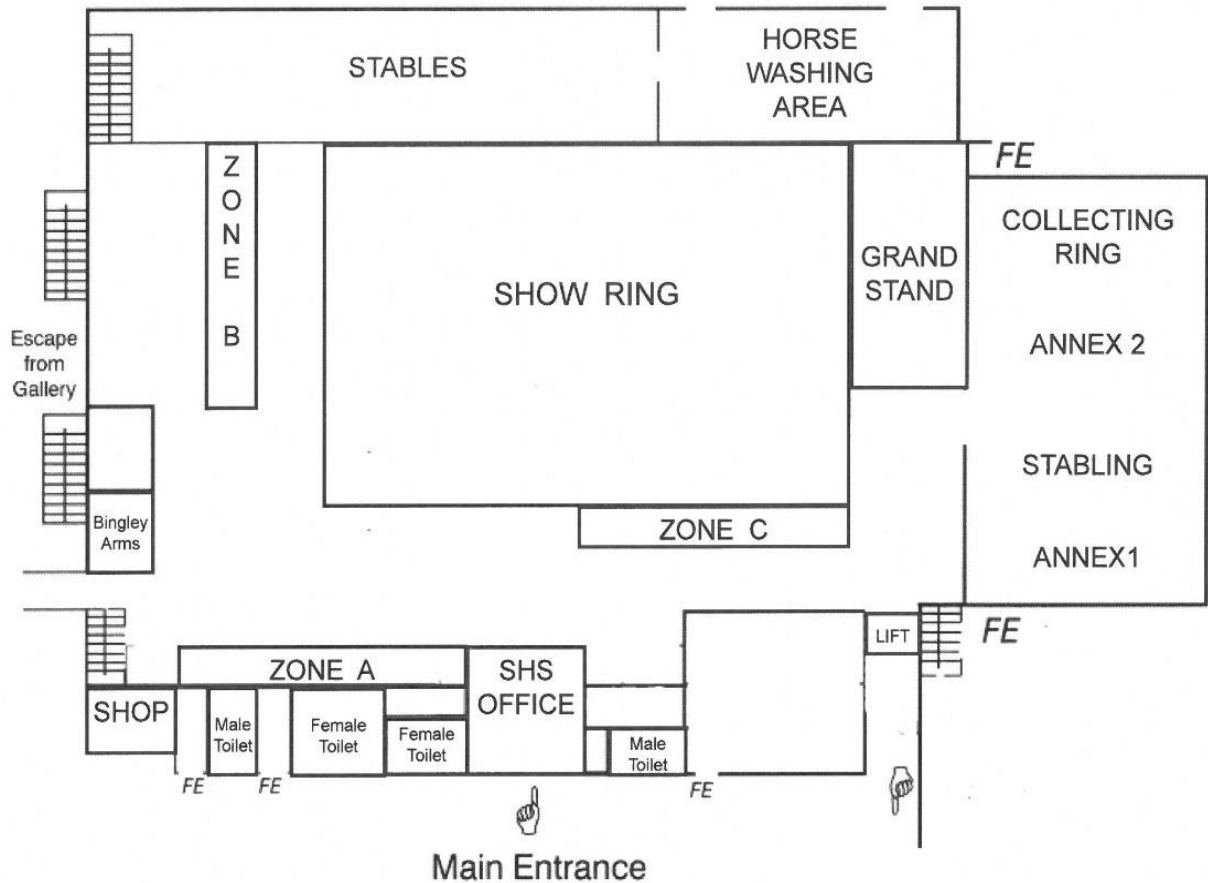 STABLES
HORSE
WASHING
AREA
FE
Z
O
N
E
B
SHOW RING
GRAND
STAND
COLLECTING
RING
ANNEX 2
STABLING
ANNEX1
Escape
from
Gallery
Bingley
Arms
ZONE C
FE
LIFT
ZONE A
SHS
OFFICE
SHOP
Male
Toilet
Female
Toilet
Female
Toilet
Male
Toilet
FE
FE
FE
Main Entrance